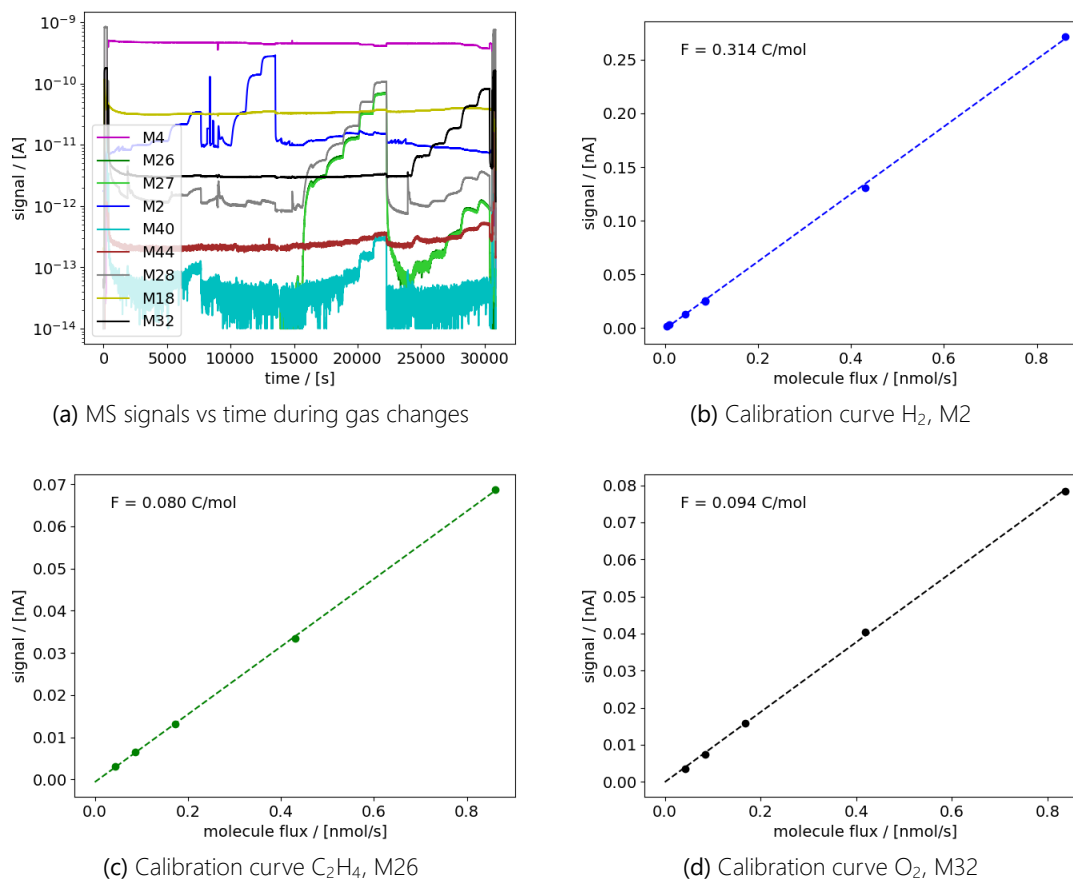 10⁻⁹
10⁻¹⁰
10⁻¹¹
10⁻¹²
10⁻¹³
10⁻¹⁴
signal / [A]
M4
M26
M27
M2
M40
M44
M28
M18
M32
0 5000 10000 15000 20000 25000 30000
time / [s]
(a) MS signals vs time during gas changes
F = 0.314 C/mol
0.25
0.20
0.15
0.10
0.05
0.00
signal / [nA]
0.0 0.2 0.4 0.6 0.8
molecule flux / [nmol/s]
(b) Calibration curve H₂, M2
F = 0.080 C/mol
0.07
0.06
0.05
0.04
0.03
0.02
0.01
0.00
signal / [nA]
0.0 0.2 0.4 0.6 0.8
molecule flux / [nmol/s]
(c) Calibration curve C₂H₄, M26
F = 0.094 C/mol
0.08
0.07
0.06
0.05
0.04
0.03
0.02
0.01
0.00
signal / [nA]
0.0 0.2 0.4 0.6 0.8
molecule flux / [nmol/s]
(d) Calibration curve O₂, M32